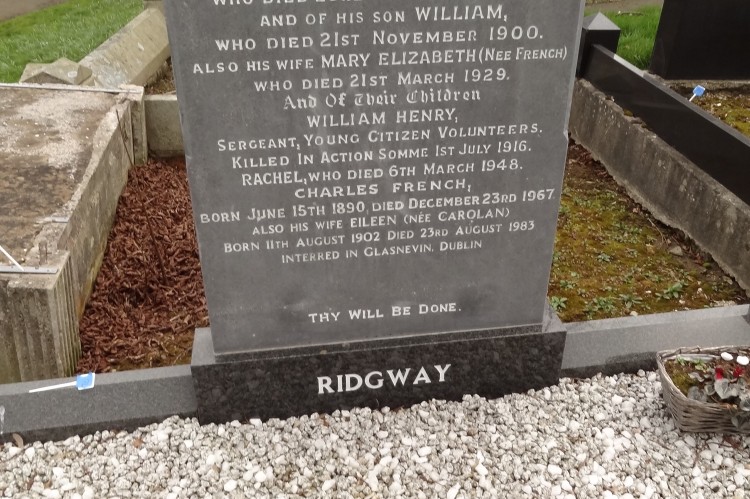 WHO DIED
AND OF HIS SON WILLIAM,
WHO DIED 21ST NOVEMBER 1900.
ALSO HIS WIFE MARY ELIZABETH (NEE FRENCH)
WHO DIED 21ST MARCH 1929.
And Of Their Children
WILLIAM HENRY,
SERGEANT, YOUNG CITIZEN VOLUNTEERS.
KILLED IN ACTION SOMME 1ST JULY 1916.
RACHEL, WHO DIED 6TH MARCH 1948.
CHARLES FRENCH,
BORN JUNE 15TH 1890, DIED DECEMBER 23RD 1967
ALSO HIS WIFE EILEEN (NÉE CAROLAN)
BORN 11TH AUGUST 1902 DIED 23RD AUGUST 1983
INTERRED IN GLASNEVIN, DUBLIN
THY WILL BE DONE.
RIDGWAY